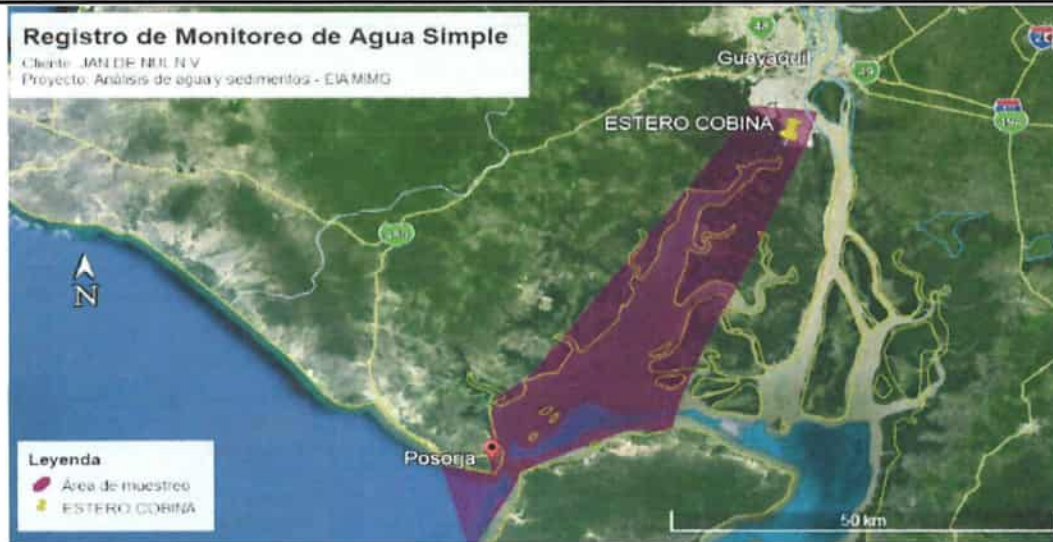 Registro de Monitoreo de Agua Simple
Cliente: JAN DE NUL N V
Proyecto: Análisis de agua y sedimentos - EIA MIMG
Guayaquil
49
ESTERO COBINA
N
Posorja
Leyenda
Área de muestreo
ESTERO COBINA
50 km